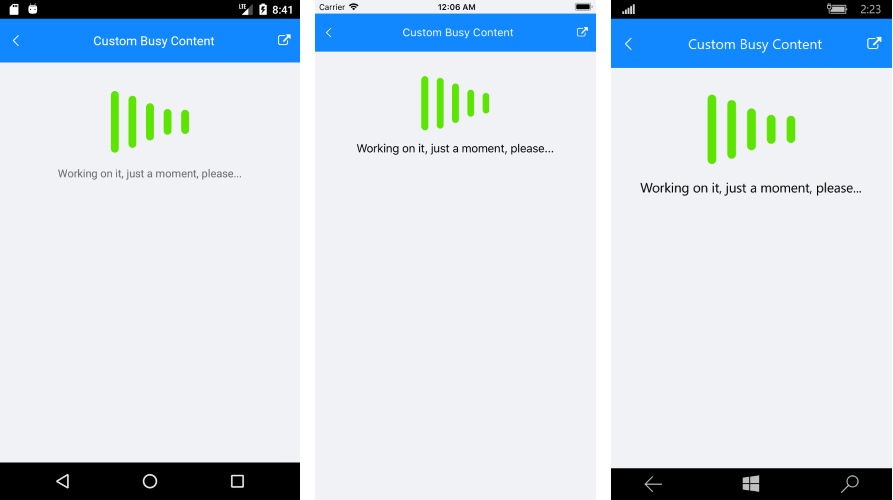 LTE 8:41
Custom Busy Content
Working on it, just a moment, please...
Carrier 12:06 AM
Custom Busy Content
Working on it, just a moment, please...
2:23
Custom Busy Content
Working on it, just a moment, please...